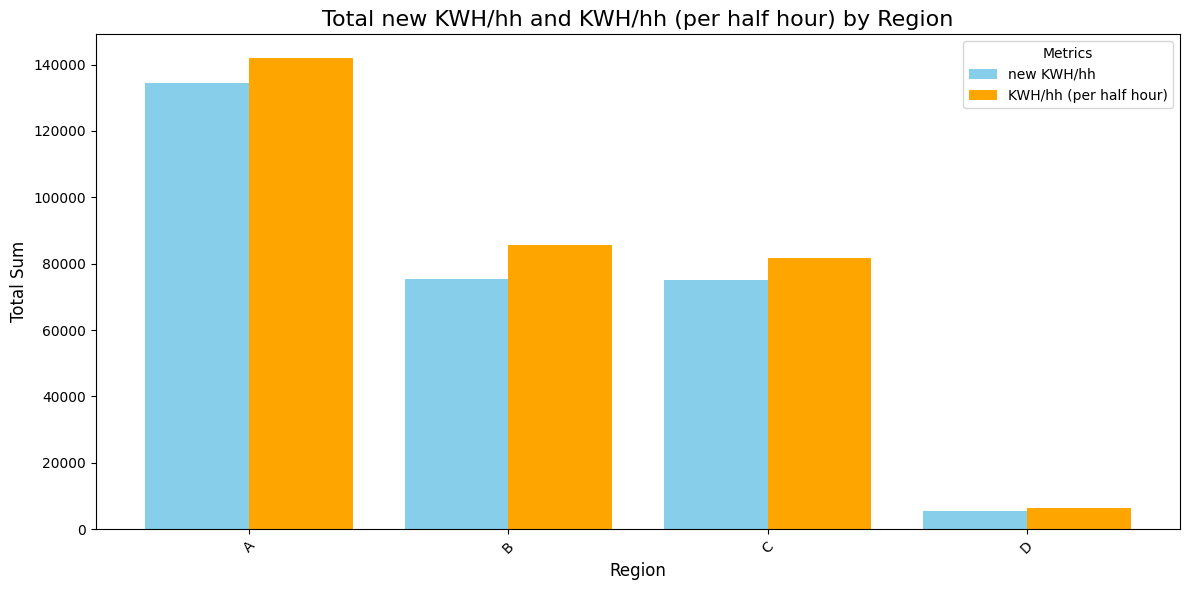 Total new KWH/hh and KWH/hh (per half hour) by Region
Metrics
new KWH/hh
KWH/hh (per half hour)
Total Sum
140000
120000
100000
80000
60000
40000
20000
0
A
B
C
D
Region